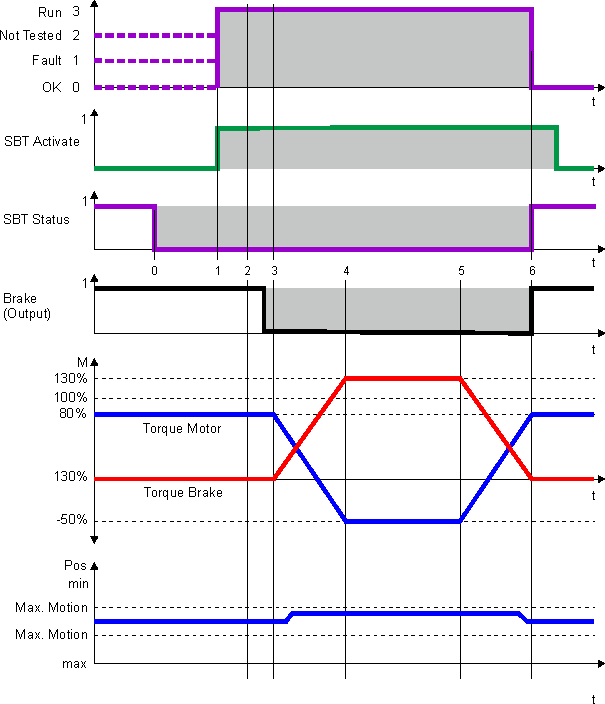 Run 3
Not Tested 2
Fault 1
OK 0
t
1
SBT Activate
t
1
SBT Status
t
0 1 2 3 4 5 6
1
Brake
(Output)
t
M
130%
100%
80%
Torque Motor
130%
Torque Brake
t
-50%
Pos
min
Max. Motion
Max. Motion
max
t